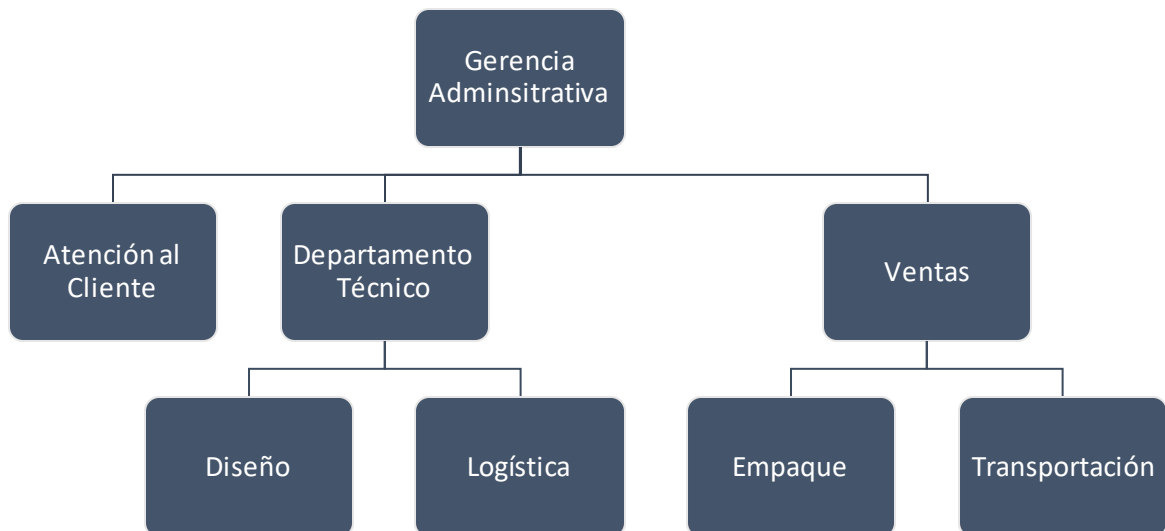 Gerencia
Adminsitrativa
Atención al
Cliente
Departamento
Técnico
Ventas
Diseño
Logística
Empaque
Transportación